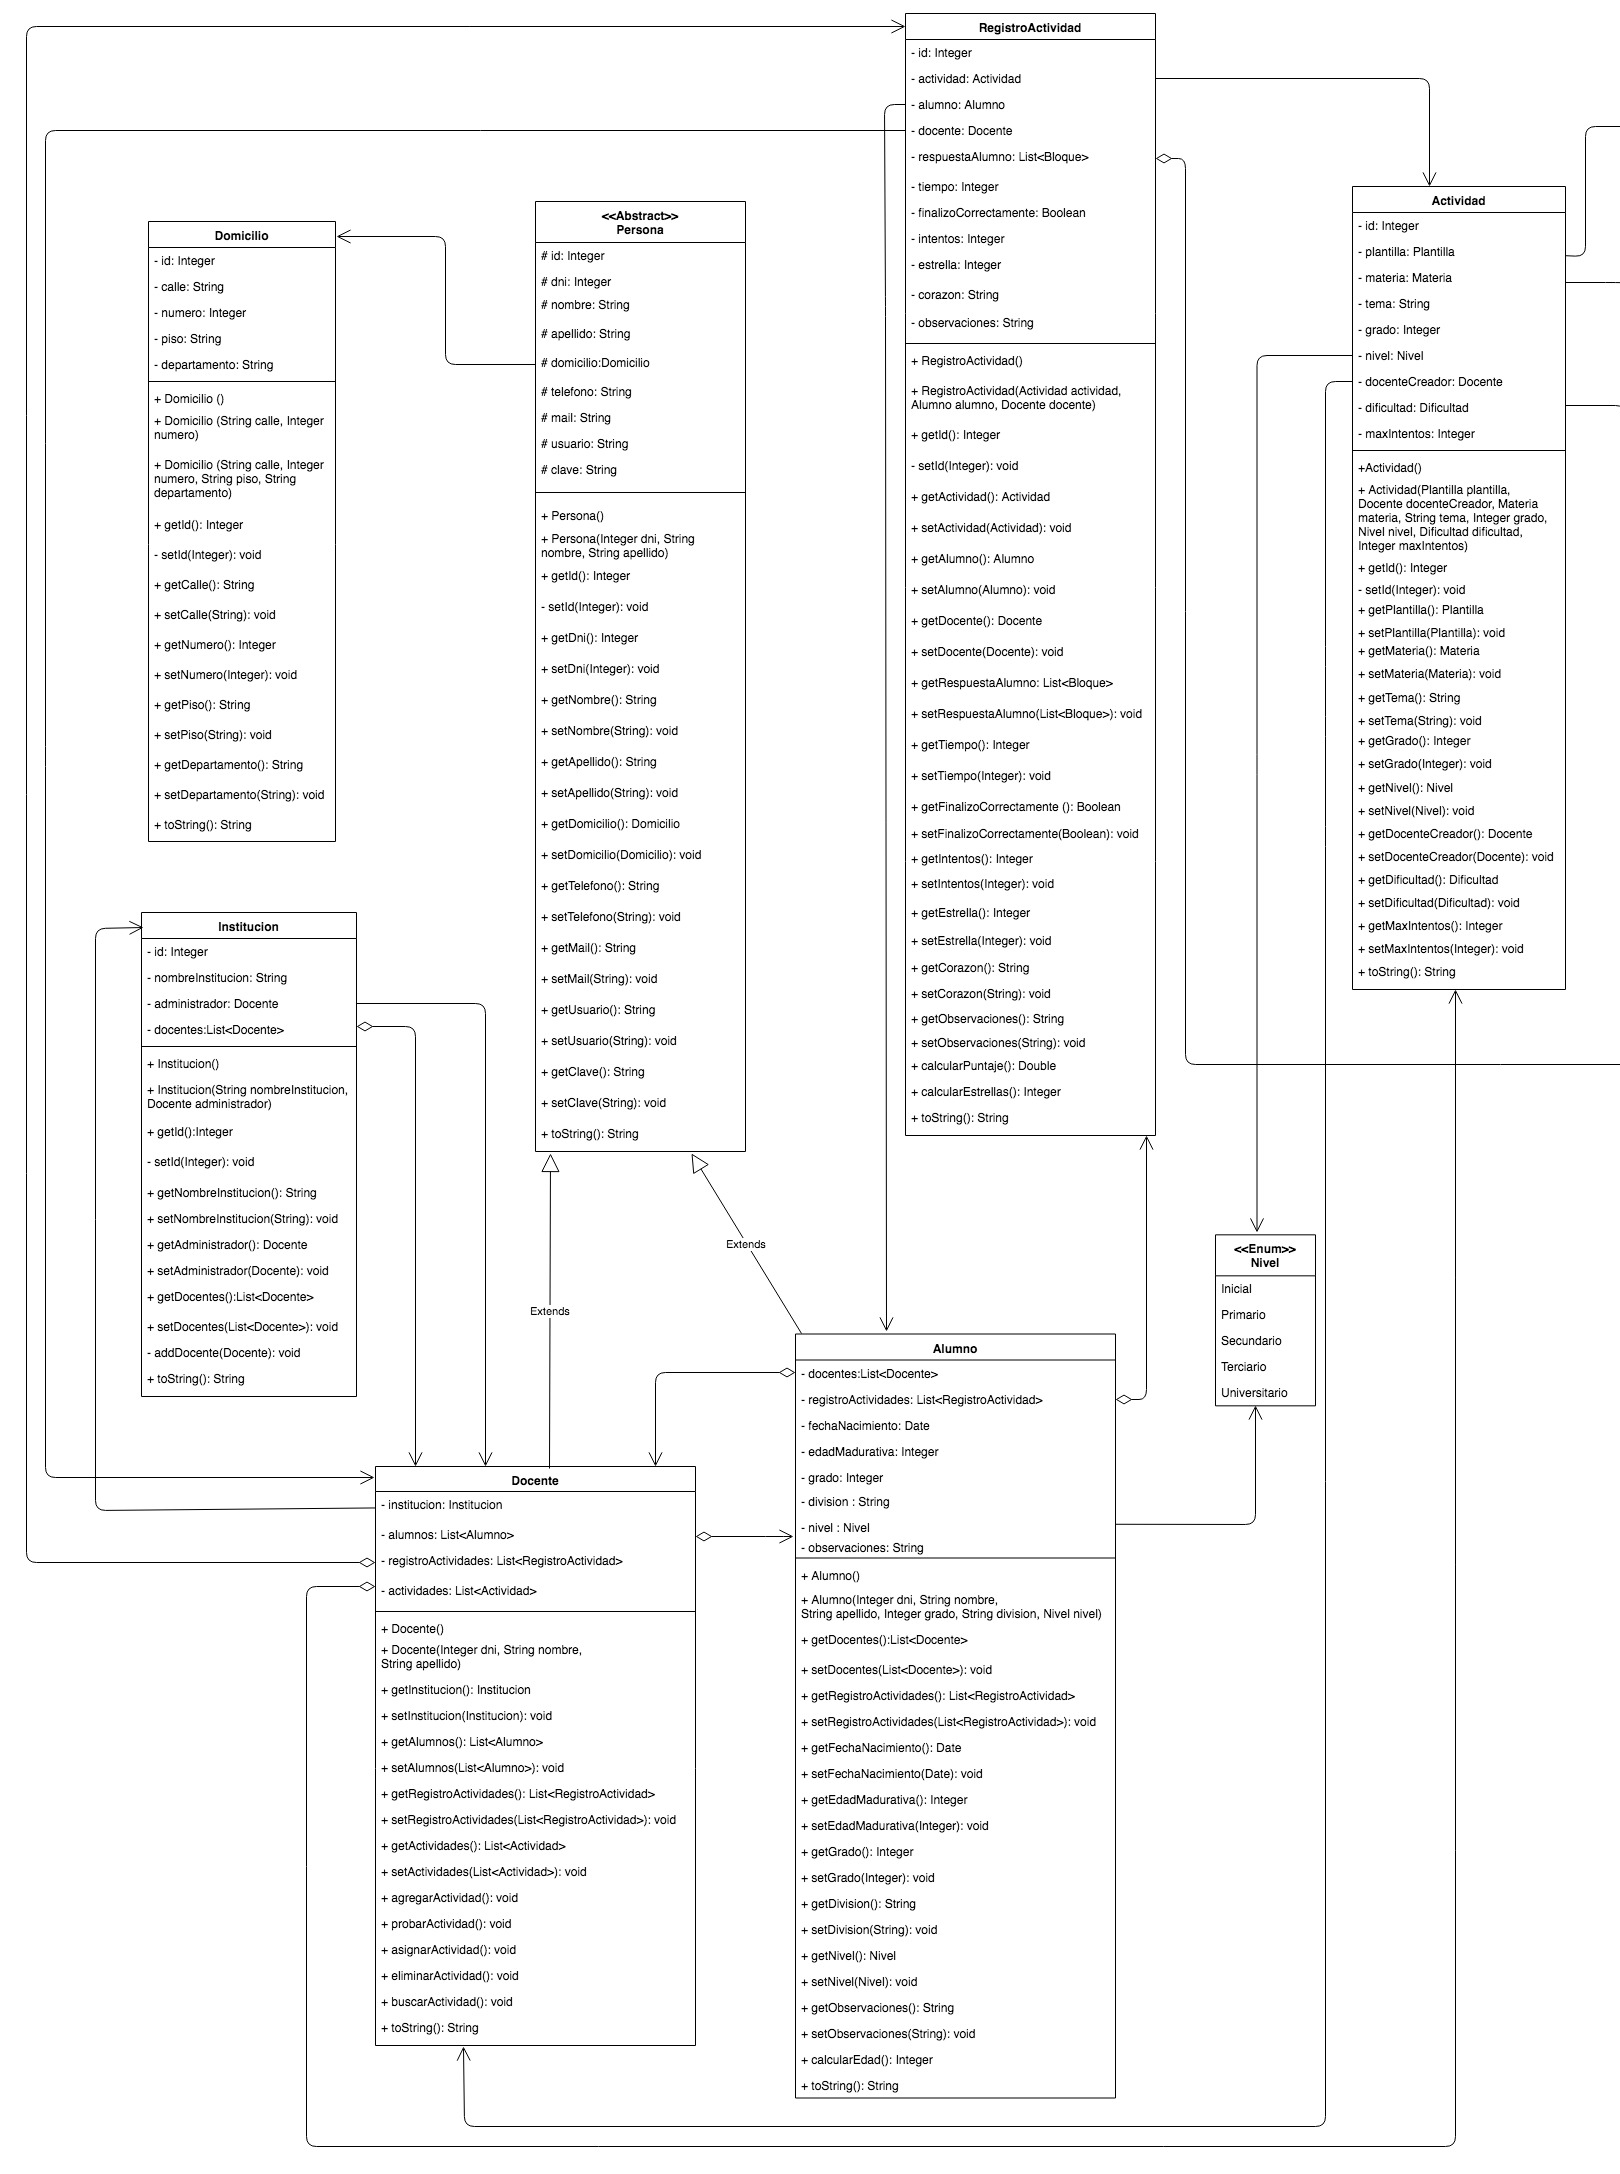 RegistroActividad
- id: Integer
- actividad: Actividad
- alumno: Alumno
- docente: Docente
- respuestaAlumno: List<Bloque>
- tiempo: Integer
- finalizoCorrectamente: Boolean
- intentos: Integer
- estrella: Integer
- corazon: String
- observaciones: String
+ RegistroActividad()
+ RegistroActividad(Actividad actividad,
Alumno alumno, Docente docente)
+ getId(): Integer
- setId(Integer): void
+ getActividad(): Actividad
+ setActividad(Actividad): void
+ getAlumno(): Alumno
+ setAlumno(Alumno): void
+ getDocente(): Docente
+ setDocente(Docente): void
+ getRespuestaAlumno: List<Bloque>
+ setRespuestaAlumno(List<Bloque>): void
+ getTiempo(): Integer
+ setTiempo(Integer): void
+ getFinalizoCorrectamente (): Boolean
+ setFinalizoCorrectamente(Boolean): void
+ getIntentos(): Integer
+ setIntentos(Integer): void
+ getEstrella(): Integer
+ setEstrella(Integer): void
+ getCorazon(): String
+ setCorazon(String): void
+ getObservaciones(): String
+ setObservaciones(String): void
+ calcularPuntaje(): Double
+ calcularEstrellas(): Integer
+ toString(): String
Actividad
- id: Integer
- plantilla: Plantilla
- materia: Materia
- tema: String
- grado: Integer
- nivel: Nivel
- docenteCreador: Docente
- dificultad: Dificultad
- maxIntentos: Integer
+Actividad()
+ Actividad(Plantilla plantilla,
Docente docenteCreador, Materia
materia, String tema, Integer grado,
Nivel nivel, Dificultad dificultad,
Integer maxIntentos)
+ getId(): Integer
- setId(Integer): void
+ getPlantilla(): Plantilla
+ setPlantilla(Plantilla): void
+ getMateria(): Materia
+ setMateria(Materia): void
+ getTema(): String
+ setTema(String): void
+ getGrado(): Integer
+ setGrado(Integer): void
+ getNivel(): Nivel
+ setNivel(Nivel): void
+ getDocenteCreador(): Docente
+ setDocenteCreador(Docente): void
+ getDificultad(): Dificultad
+ setDificultad(Dificultad): void
+ getMaxIntentos(): Integer
+ setMaxIntentos(Integer): void
+ toString(): String
<<Abstract>>
Persona
# id: Integer
# dni: Integer
# nombre: String
# apellido: String
# domicilio:Domicilio
# telefono: String
# mail: String
# usuario: String
# clave: String
+ Persona()
+ Persona(Integer dni, String
nombre, String apellido)
+ getId(): Integer
- setId(Integer): void
+ getDni(): Integer
+ setDni(Integer): void
+ getNombre(): String
+ setNombre(String): void
+ getApellido(): String
+ setApellido(String): void
+ getDomicilio(): Domicilio
+ setDomicilio(Domicilio): void
+ getTelefono(): String
+ setTelefono(String): void
+ getMail(): String
+ setMail(String): void
+ getUsuario(): String
+ setUsuario(String): void
+ getClave(): String
+ setClave(String): void
+ toString(): String
Domicilio
- id: Integer
- calle: String
- numero: Integer
- piso: String
- departamento: String
+ Domicilio ()
+ Domicilio (String calle, Integer
numero)
+ Domicilio (String calle, Integer
numero, String piso, String
departamento)
+ getId(): Integer
- setId(Integer): void
+ getCalle(): String
+ setCalle(String): void
+ getNumero(): Integer
+ setNumero(Integer): void
+ getPiso(): String
+ setPiso(String): void
+ getDepartamento(): String
+ setDepartamento(String): void
+ toString(): String
Institucion
- id: Integer
- nombreInstitucion: String
- administrador: Docente
- docentes:List<Docente>
+ Institucion()
+ Institucion(String nombreInstitucion,
Docente administrador)
+ getId():Integer
- setId(Integer): void
+ getNombreInstitucion(): String
+ setNombreInstitucion(String): void
+ getAdministrador(): Docente
+ setAdministrador(Docente): void
+ getDocentes():List<Docente>
+ setDocentes(List<Docente>): void
- addDocente(Docente): void
+ toString(): String
Extends
Extends
<<Enum>>
Nivel
Inicial
Primario
Secundario
Terciario
Universitario
Alumno
- docentes:List<Docente>
- registroActividades: List<RegistroActividad>
- fechaNacimiento: Date
- edadMadurativa: Integer
- grado: Integer
- division : String
- nivel : Nivel
- observaciones: String
+ Alumno()
+ Alumno(Integer dni, String nombre,
String apellido, Integer grado, String division, Nivel nivel)
+ getDocentes():List<Docente>
+ setDocentes(List<Docente>): void
+ getRegistroActividades(): List<RegistroActividad>
+ setRegistroActividades(List<RegistroActividad>): void
+ getFechaNacimiento(): Date
+ setFechaNacimiento(Date): void
+ getEdadMadurativa(): Integer
+ setEdadMadurativa(Integer): void
+ getGrado(): Integer
+ setGrado(Integer): void
+ getDivision(): String
+ setDivision(String): void
+ getNivel(): Nivel
+ setNivel(Nivel): void
+ getObservaciones(): String
+ setObservaciones(String): void
+ calcularEdad(): Integer
+ toString(): String
Docente
- institucion: Institucion
- alumnos: List<Alumno>
- registroActividades: List<RegistroActividad>
- actividades: List<Actividad>
+ Docente()
+ Docente(Integer dni, String nombre,
String apellido)
+ getInstitucion(): Institucion
+ setInstitucion(Institucion): void
+ getAlumnos(): List<Alumno>
+ setAlumnos(List<Alumno>): void
+ getRegistroActividades(): List<RegistroActividad>
+ setRegistroActividades(List<RegistroActividad>): void
+ getActividades(): List<Actividad>
+ setActividades(List<Actividad>): void
+ agregarActividad(): void
+ probarActividad(): void
+ asignarActividad(): void
+ eliminarActividad(): void
+ buscarActividad(): void
+ toString(): String